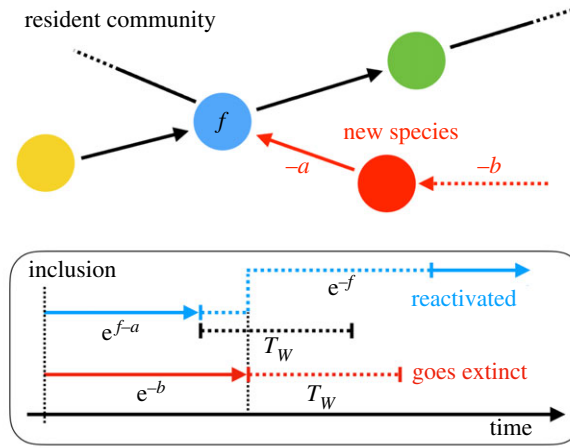 resident community
f
new species
–a
–b
inclusion
e^{–f}
reactivated
e^{f–a}
T_W
goes extinct
e^{–b}
T_W
time